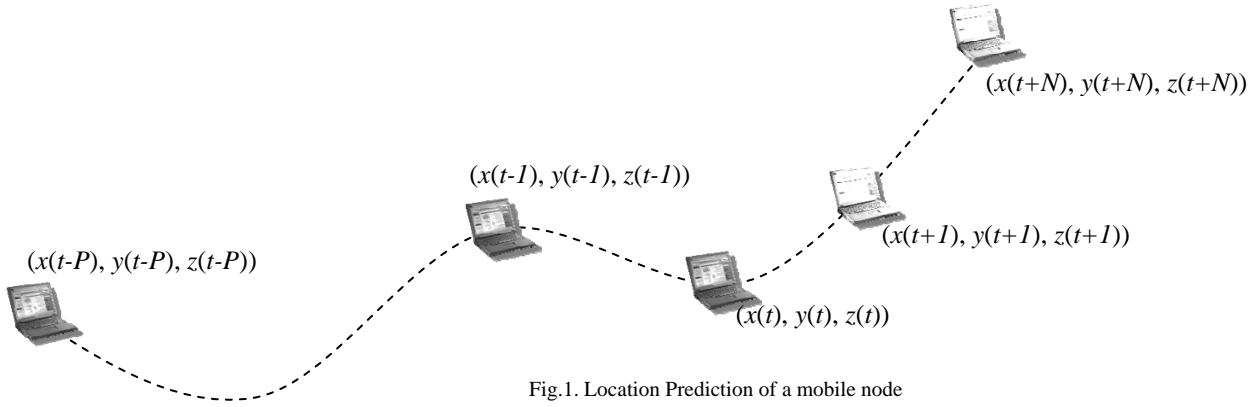 (x(t+N), y(t+N), z(t+N))
(x(t-1), y(t-1), z(t-1))
(x(t+1), y(t+1), z(t+1))
(x(t-P), y(t-P), z(t-P))
(x(t), y(t), z(t))
Fig.1. Location Prediction of a mobile node